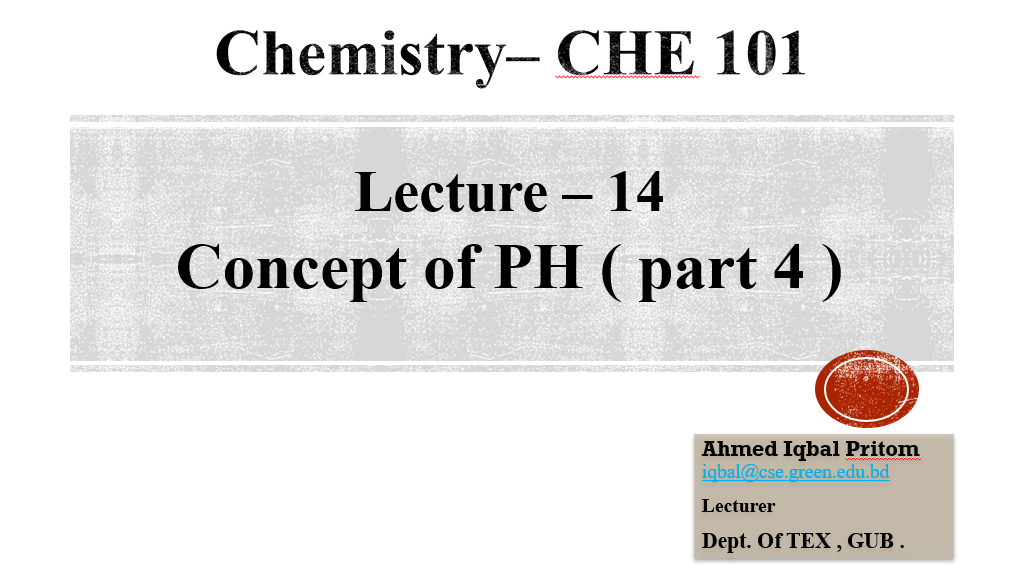 Chemistry– CHE 101
Lecture – 14
Concept of PH ( part 4 )
Ahmed Iqbal Pritom
iqbal@cse.green.edu.bd
Lecturer
Dept. Of TEX , GUB .